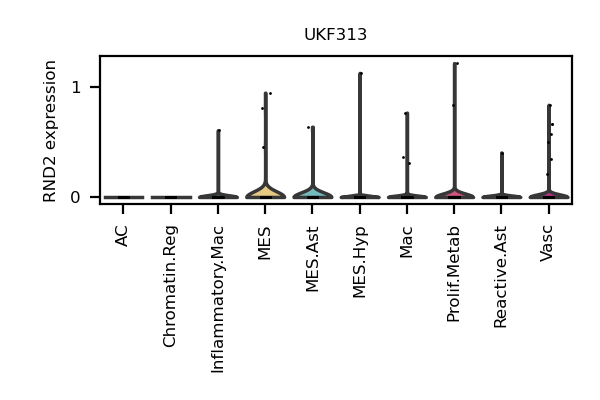 UKF313
RND2 expression
1
0
AC
Chromatin.Reg
Inflammatory.Mac
MES
MES.Ast
MES.Hyp
Mac
Prolif.Metab
Reactive.Ast
Vasc